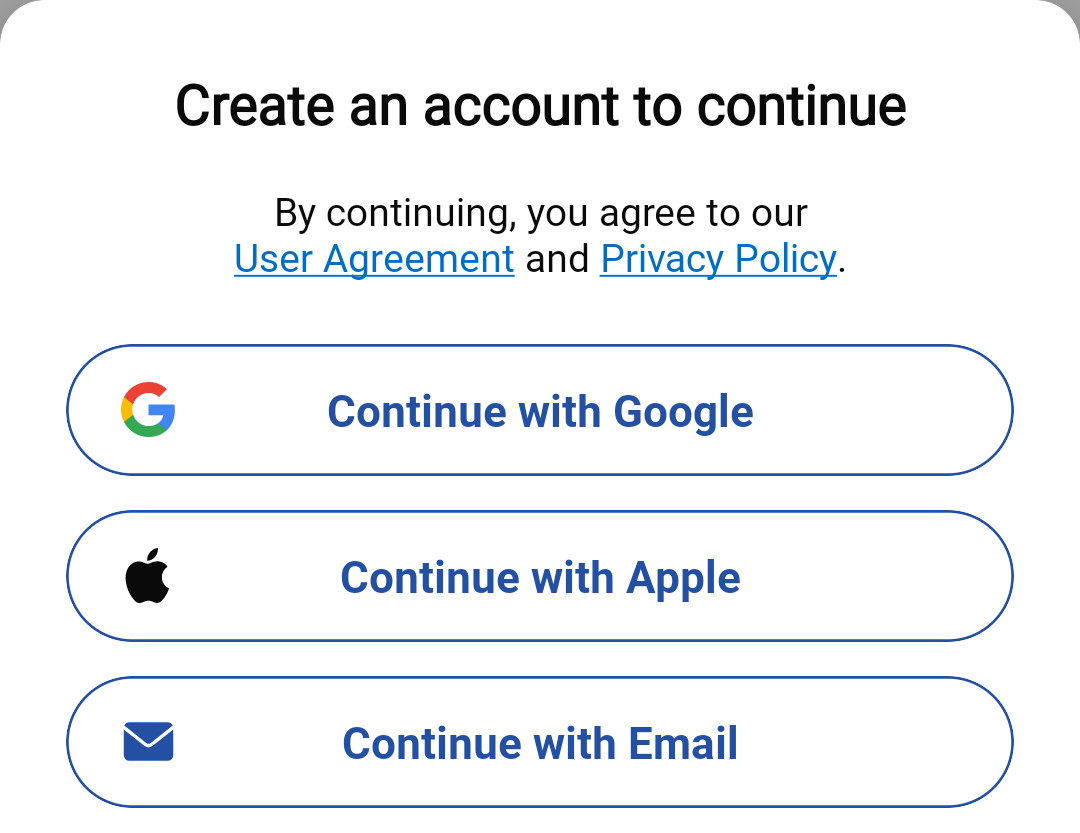 Create an account to continue
By continuing, you agree to our
User Agreement and Privacy Policy.
Continue with Google
Continue with Apple
Continue with Email